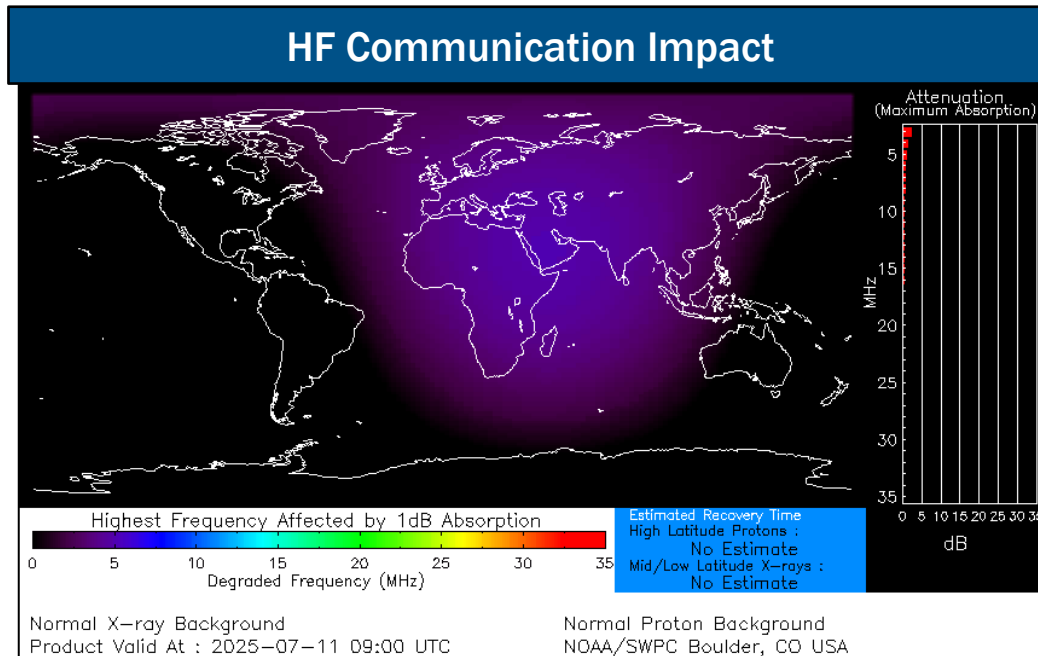 HF Communication Impact
Attenuation
(Maximum Absorption)
5
10
15
20
25
30
35
MHz
0 5 10 15 20 25 30 35
dB
Highest Frequency Affected by 1dB Absorption
0 5 10 15 20 25 30 35
Degraded Frequency (MHz)
Estimated Recovery Time
High Latitude Protons :
No Estimate
Mid/Low Latitude X-rays :
No Estimate
Normal X-ray Background
Product Valid At : 2025-07-11 09:00 UTC
Normal Proton Background
NOAA/SWPC Boulder, CO USA